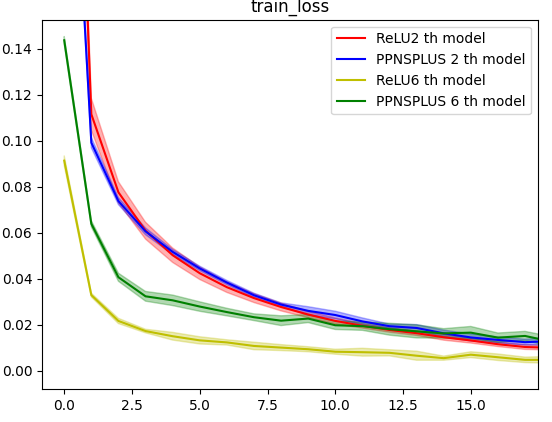 train_loss
ReLU2 th model
PPNSPLUS 2 th model
ReLU6 th model
PPNSPLUS 6 th model
0.14
0.12
0.10
0.08
0.06
0.04
0.02
0.00
0.0 2.5 5.0 7.5 10.0 12.5 15.0